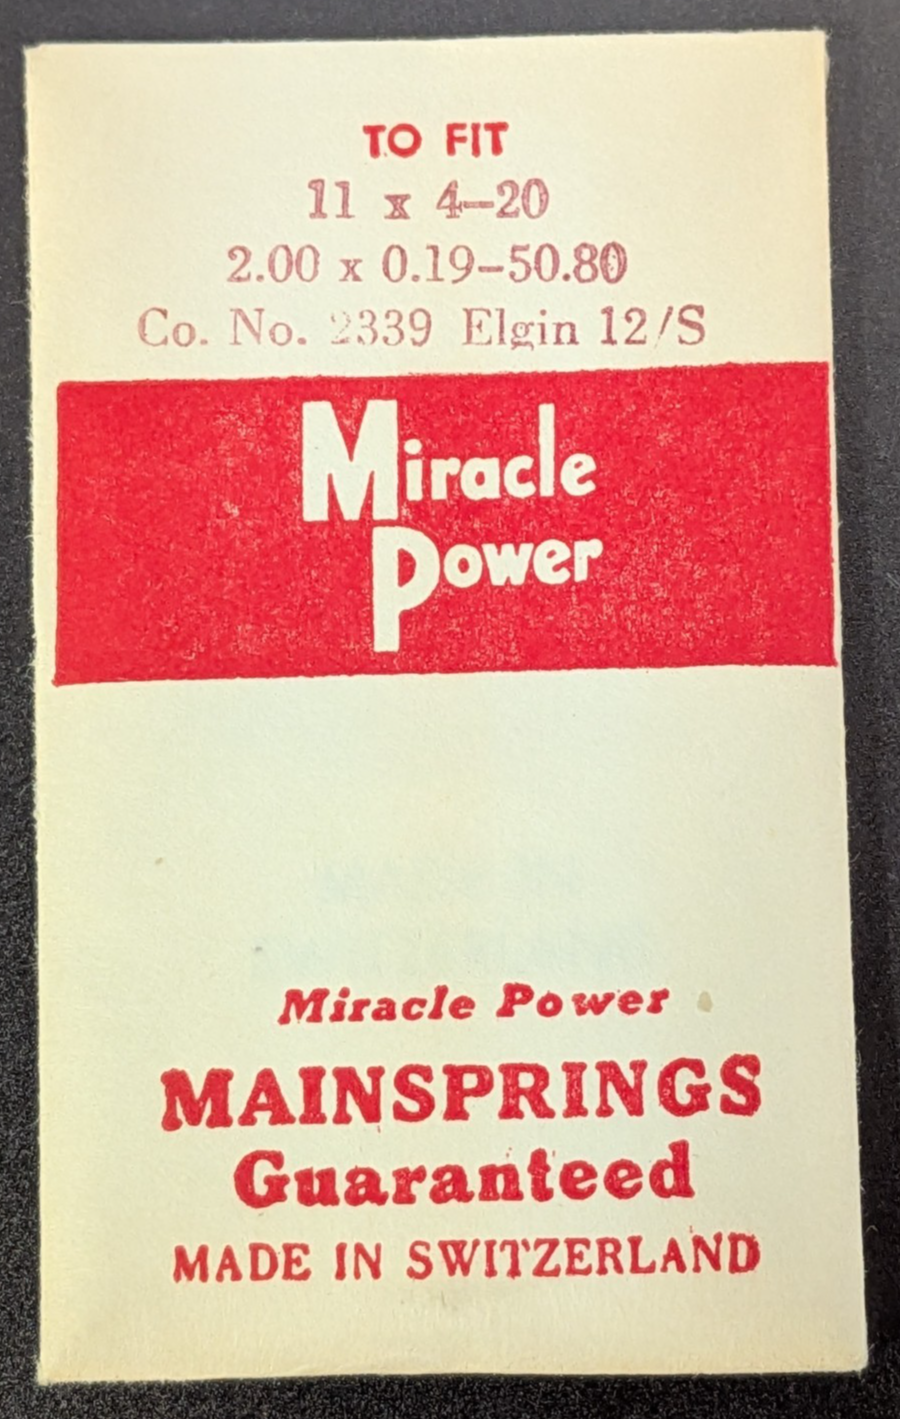 TO FIT
11 x 4–20
2.00 x 0.19–50.80
Co. No. 2339 Elgin 12/S
Miracle
Power
Miracle Power
MAINSPRINGS
Guaranteed
MADE IN SWITZERLAND